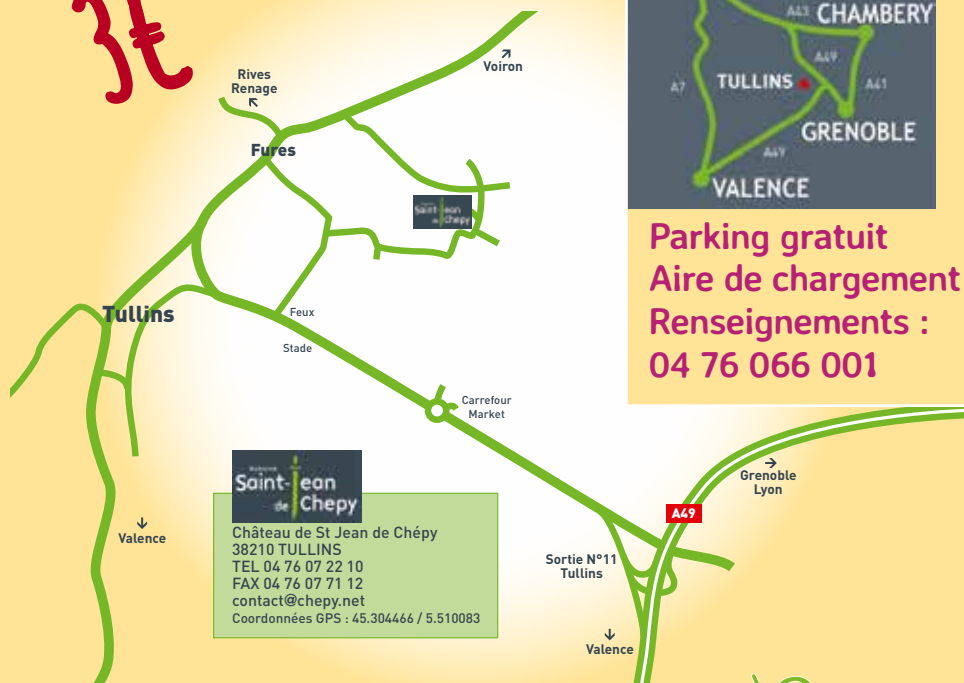 3€
Rives
Renage
↖
↗
Voiron
Fures
Saint-Jean
de Chepy
Tullins
Feux
Stade
Carrefour
Market
↓
Valence
→
Grenoble
Lyon
A49
Sortie N°11
Tullins
↓
Valence
A43 CHAMBERY
A49
A7
TULLINS
A41
GRENOBLE
A49
VALENCE
Parking gratuit
Aire de chargement
Renseignements :
04 76 066 001
Saint-Jean
de Chepy
Château de St Jean de Chépy
38210 TULLINS
TEL 04 76 07 22 10
FAX 04 76 07 71 12
contact@chepy.net
Coordonnées GPS : 45.304466 / 5.510083